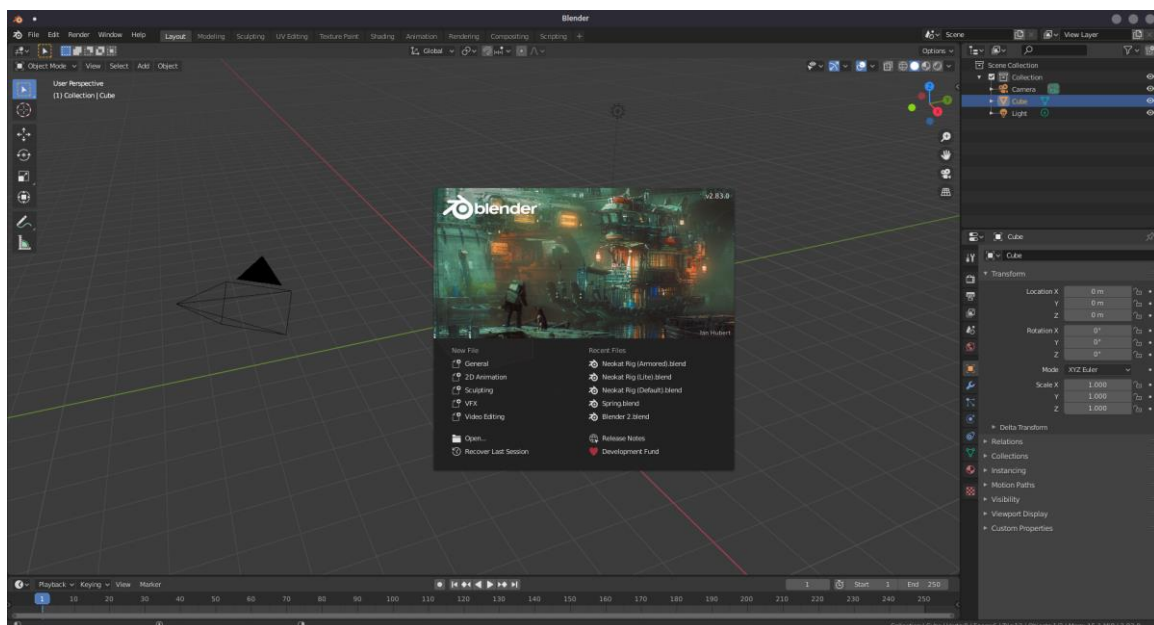 Blender
File Edit Render Window Help Layout Modeling Sculpting UV Editing Texture Paint Shading Animation Rendering Compositing Scripting +
Scene
View Layer
Global
Options
Object Mode View Select Add Object
User Perspective
(1) Collection | Cube
Scene Collection
Collection
Camera
Cube
Light
blender
v2.83.0
Ian Hubert
New File
General
2D Animation
Sculpting
VFX
Video Editing
Open...
Recover Last Session
Recent Files
Neokat Rig (Armored).blend
Neokat Rig (Lite).blend
Neokat Rig (Default).blend
Spring.blend
Blender 2.blend
Release Notes
Development Fund
Cube
Cube
Transform
Location X 0 m
Y 0 m
Z 0 m
Rotation X 0°
Y 0°
Z 0°
Mode XYZ Euler
Scale X 1.000
Y 1.000
Z 1.000
Delta Transform
Relations
Collections
Instancing
Motion Paths
Visibility
Viewport Display
Custom Properties
Playback Keying View Marker
1 Start 1 End 250
1 10 20 30 40 50 60 70 80 90 100 110 120 130 140 150 160 170 180 190 200 210 220 230 240 250